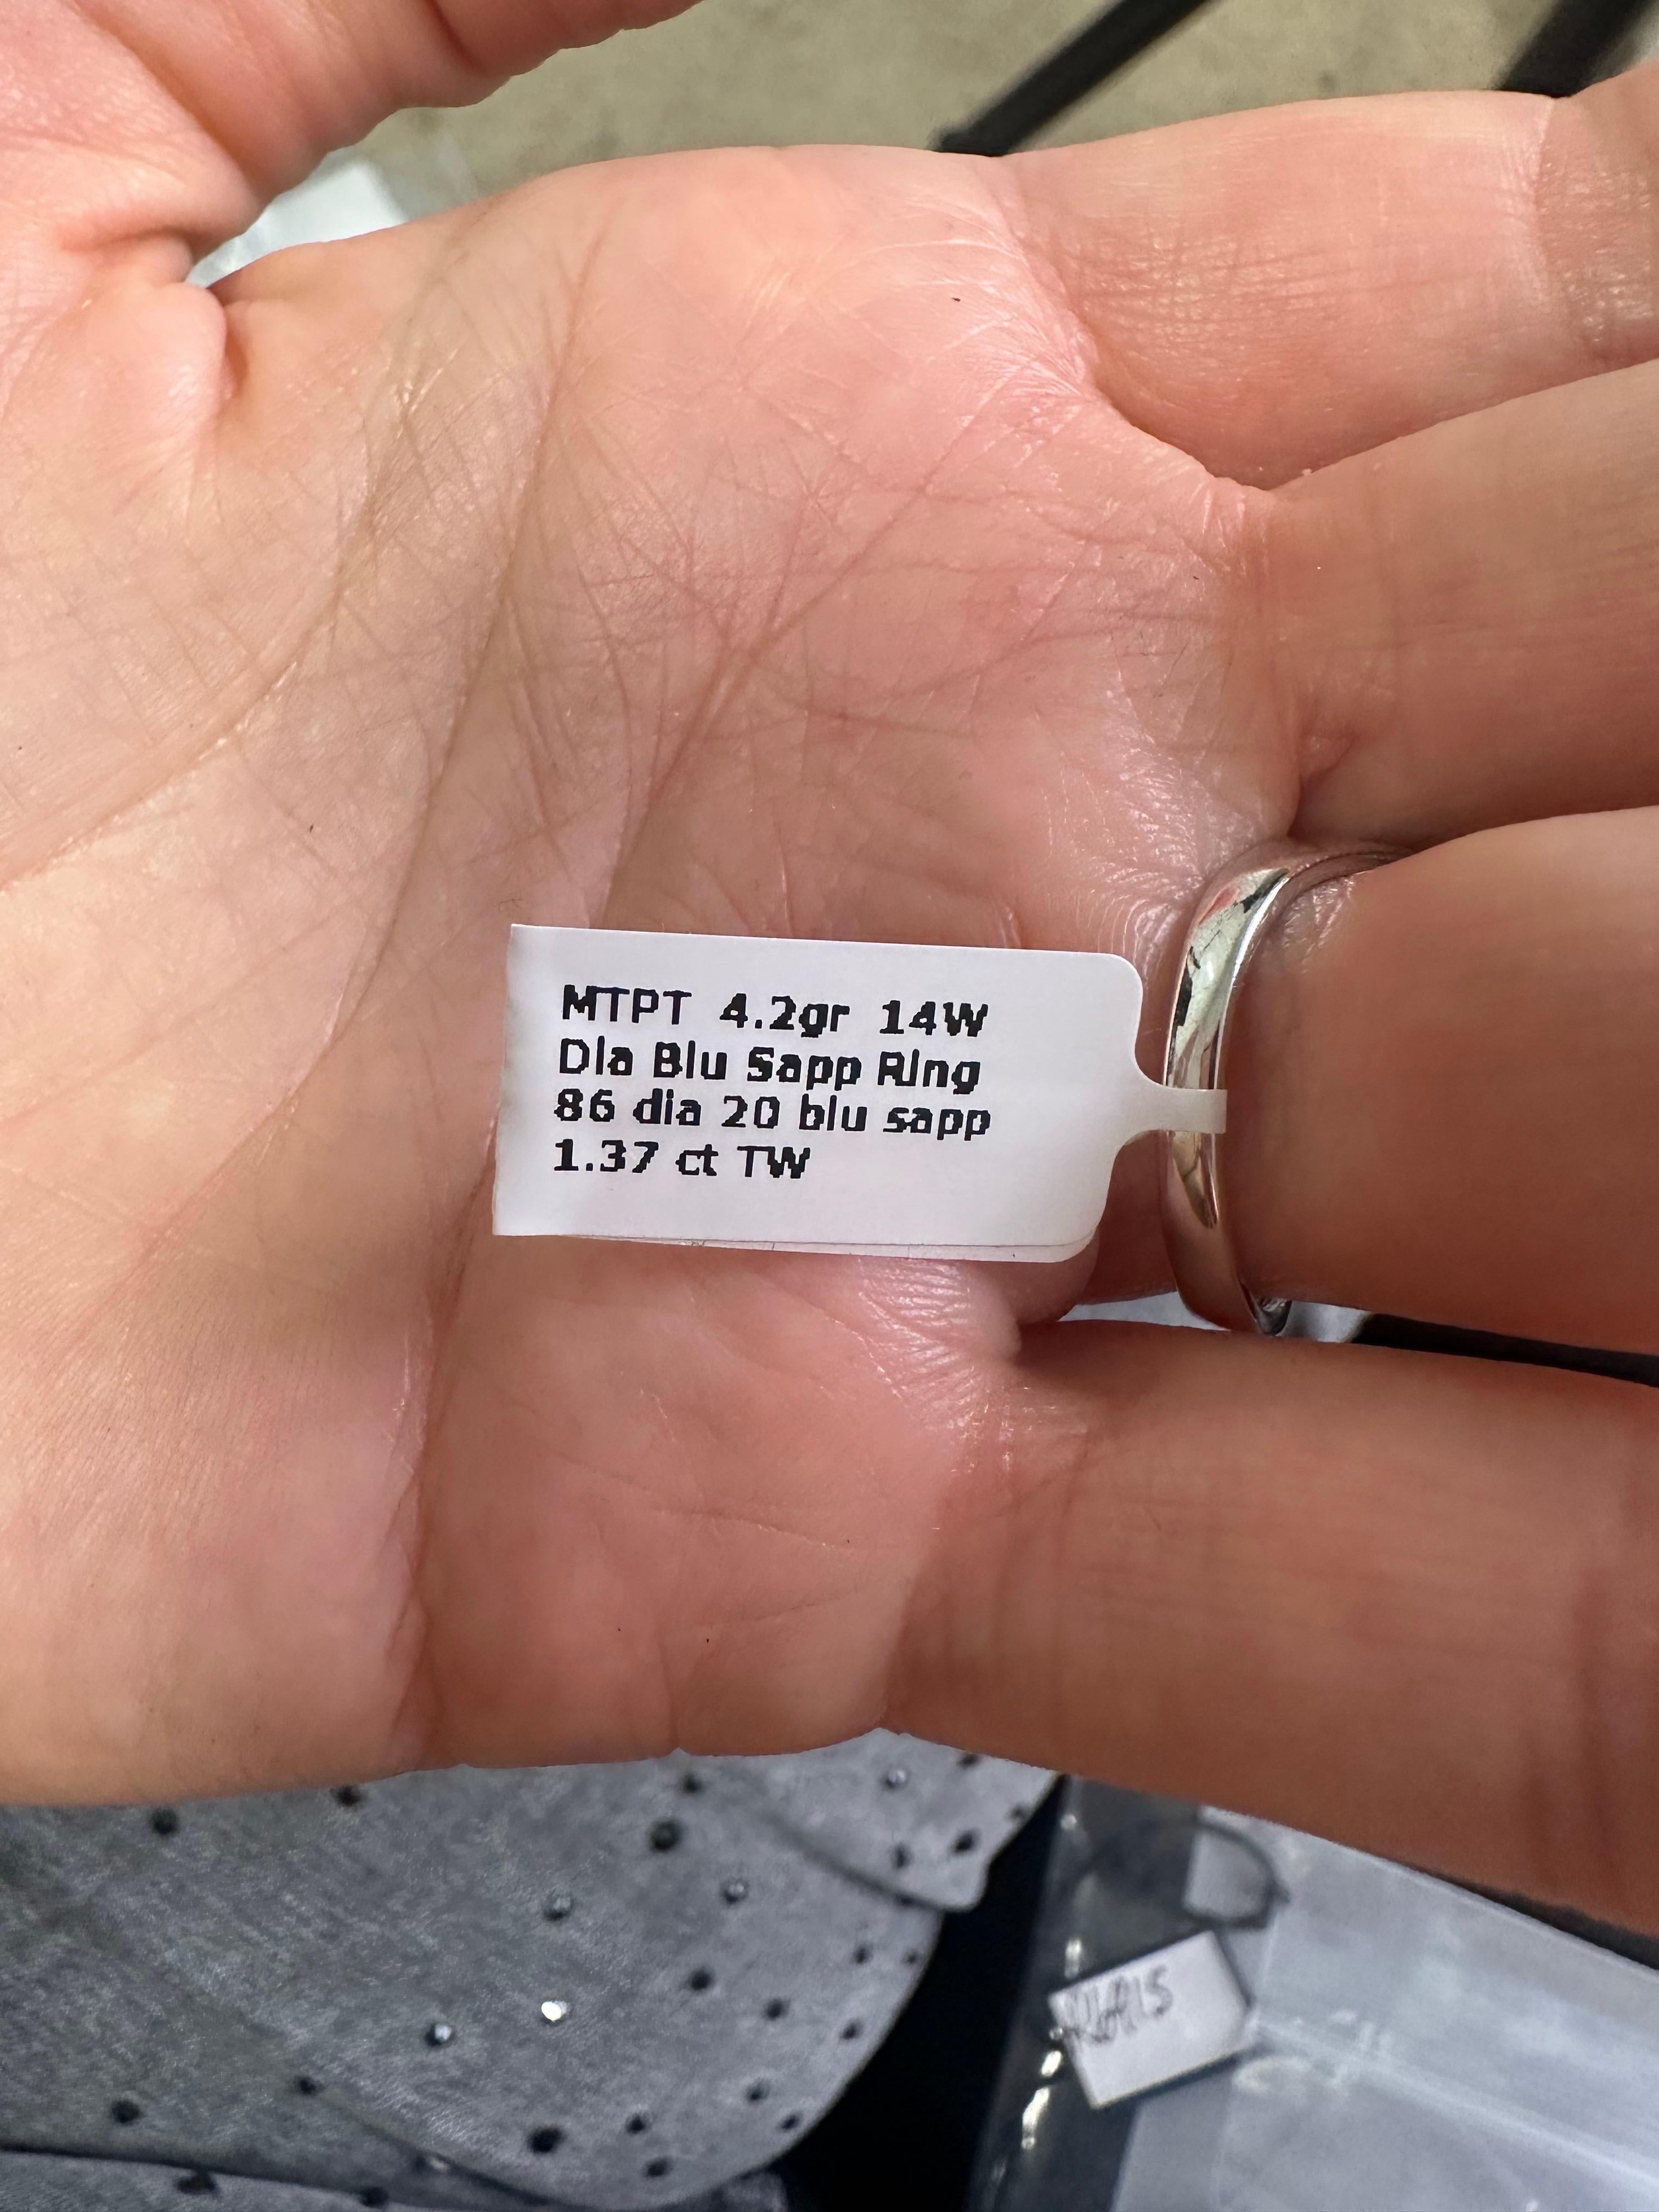 MTPT 4.2gr 14W
Dia Blu Sapp Ring
86 dia 20 blu sapp
1.37 ct TW